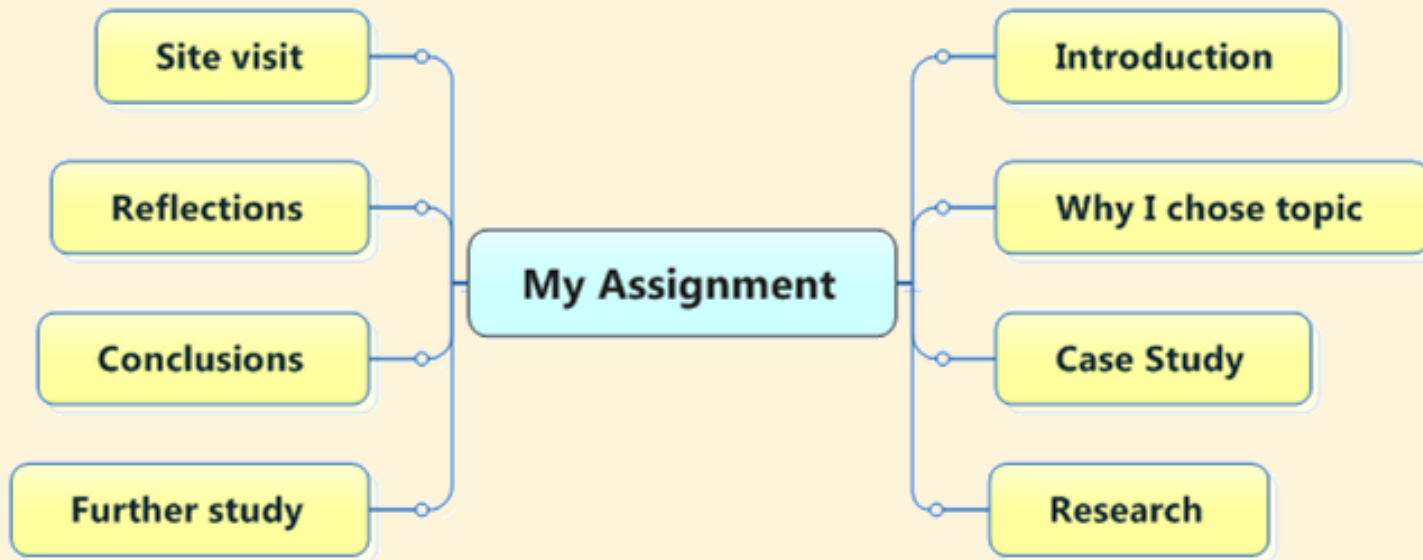 Site visit
Introduction
Reflections
Why I chose topic
My Assignment
Conclusions
Case Study
Further study
Research